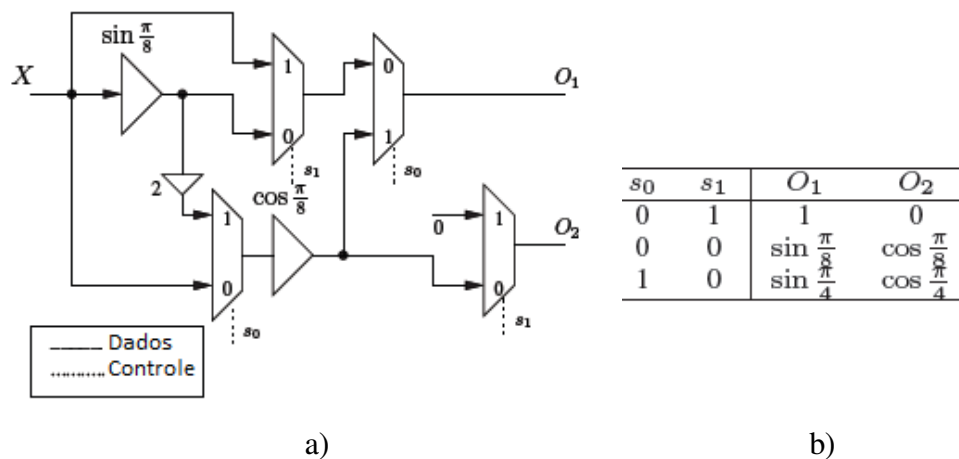 sin π/8
X
1
0
s₁
0
1
s₀
O₁
2
cos π/8
1
0
s₀
0
1
0
s₁
O₂
_____ Dados
........... Controle
a)
s₀ s₁ O₁ O₂
0 1 1 0
0 0 sin π/8 cos π/8
1 0 sin π/4 cos π/4
b)